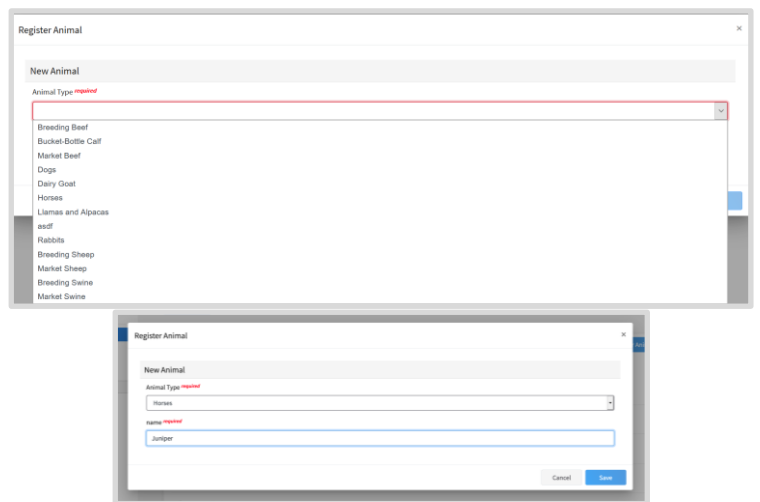 Register Animal ×
New Animal
Animal Type required
Breeding Beef
Bucket-Bottle Calf
Market Beef
Dogs
Dairy Goat
Horses
Llamas and Alpacas
asdf
Rabbits
Breeding Sheep
Market Sheep
Breeding Swine
Market Swine
Register Animal ×
New Animal
Animal Type required
Horses
name required
Juniper
Cancel Save